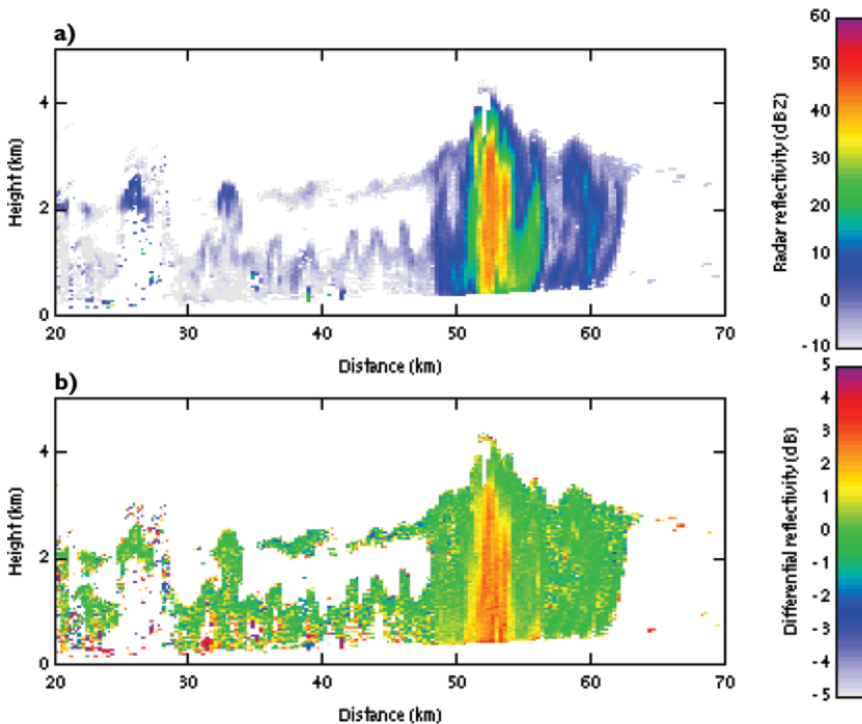 a)
Height (km)
4
2
0
20 30 40 50 60 70
Distance (km)
Radar reflectivity (dBZ)
60
50
40
30
20
10
0
-10
b)
Height (km)
4
2
0
20 30 40 50 60 70
Distance (km)
Differential reflectivity (dB)
5
4
3
2
1
0
-1
-2
-3
-4
-5